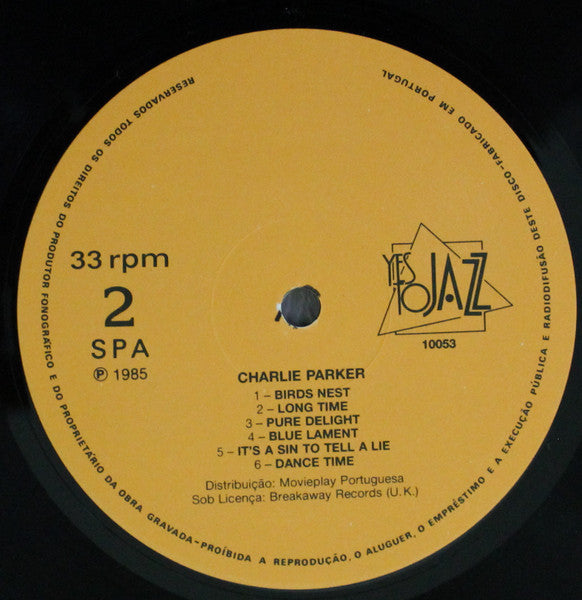 RESERVADOS TODOS OS DIREITOS DO PRODUTOR FONOGRÁFICO E DO PROPRIETÁRIO DA OBRA GRAVADA-PROÍBIDA A REPRODUÇÃO, O ALUGUER, O EMPRÉSTIMO E A EXECUÇÃO PÚBLICA E RADIODIFUSÃO DESTE DISCO-FABRICADO EM PORTUGAL
33 rpm
2
SPA
℗ 1985
YES TO JAZZ
10053
CHARLIE PARKER
1 – BIRDS NEST
2 – LONG TIME
3 – PURE DELIGHT
4 – BLUE LAMENT
5 – IT'S A SIN TO TELL A LIE
6 – DANCE TIME
Distribuição: Movieplay Portuguesa
Sob Licença: Breakaway Records (U.K.)